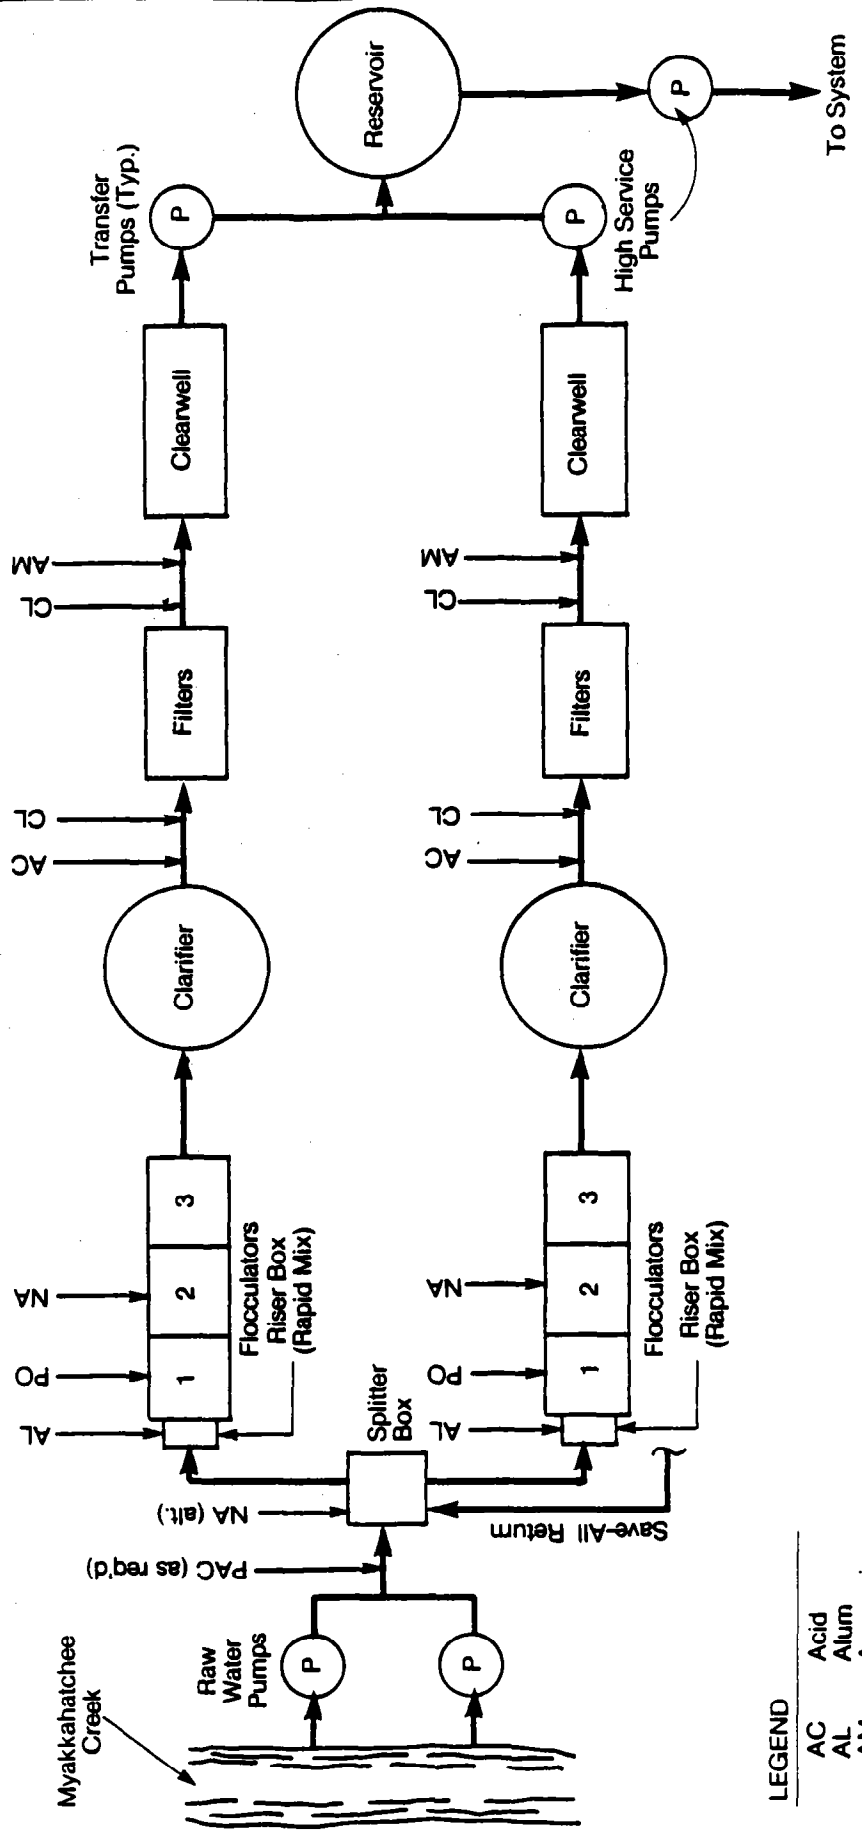 Myakkahatchee
Creek
Raw
Water
Pumps
P
P
PAC (as req'd)
NA (alt.)
Splitter
Box
Save-All Return
AL
PO
NA
1
2
3
Flocculators
Riser Box
(Rapid Mix)
Clarifier
AC
CL
Filters
CL
AM
Clearwell
Transfer
Pumps (Typ.)
P
AL
PO
NA
1
2
3
Flocculators
Riser Box
(Rapid Mix)
Clarifier
AC
CL
Filters
CL
AM
Clearwell
P
High Service
Pumps
Reservoir
P
To System
LEGEND
AC Acid
AL Alum